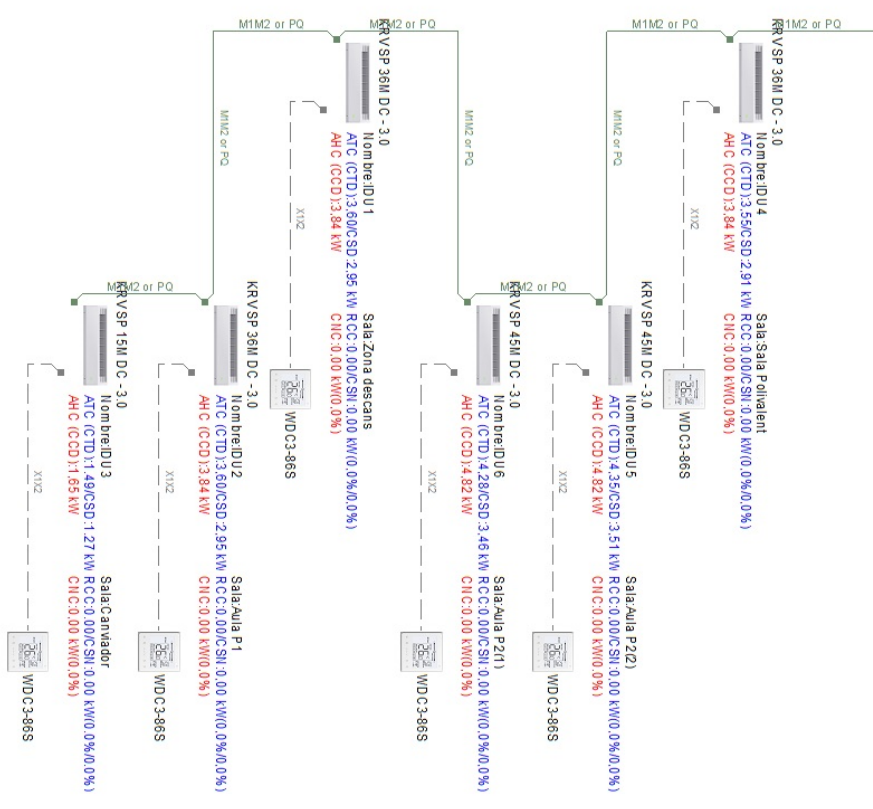 M1M2 or PQ
M1M2 or PQ
M1M2 or PQ
M1M2 or PQ
M1M2 or PQ
M1M2 or PQ
M1M2 or PQ
M1M2 or PQ
M1M2 or PQ
KRV SP 36M DC - 3.0
Nombre:IDU1
Sala:Zona descans
ATC (CTD):3,60/CSD:2,95 kW RCC:0,00/CSN:0,00 kW(0,0%/0,0%)
AHC (CCD):3,84 kW
CNC:0,00 kW(0,0%)
X1X2
WDC3-86S
KRV SP 36M DC - 3.0
Nombre:IDU4
Sala:Sala Polivalent
ATC (CTD):3,55/CSD:2,91 kW RCC:0,00/CSN:0,00 kW(0,0%/0,0%)
AHC (CCD):3,84 kW
CNC:0,00 kW(0,0%)
X1X2
WDC3-86S
KRV SP 15M DC - 3.0
Nombre:IDU3
Sala:Canviador
ATC (CTD):1,49/CSD:1,27 kW RCC:0,00/CSN:0,00 kW(0,0%/0,0%)
AHC (CCD):1,65 kW
CNC:0,00 kW(0,0%)
X1X2
WDC3-86S
KRV SP 36M DC - 3.0
Nombre:IDU2
Sala:Aula P1
ATC (CTD):3,60/CSD:2,95 kW RCC:0,00/CSN:0,00 kW(0,0%/0,0%)
AHC (CCD):3,84 kW
CNC:0,00 kW(0,0%)
X1X2
WDC3-86S
KRV SP 45M DC - 3.0
Nombre:IDU6
Sala:Aula P2(1)
ATC (CTD):4,28/CSD:3,46 kW RCC:0,00/CSN:0,00 kW(0,0%/0,0%)
AHC (CCD):4,82 kW
CNC:0,00 kW(0,0%)
X1X2
WDC3-86S
KRV SP 45M DC - 3.0
Nombre:IDU5
Sala:Aula P2(2)
ATC (CTD):4,35/CSD:3,51 kW RCC:0,00/CSN:0,00 kW(0,0%/0,0%)
AHC (CCD):4,82 kW
CNC:0,00 kW(0,0%)
X1X2
WDC3-86S